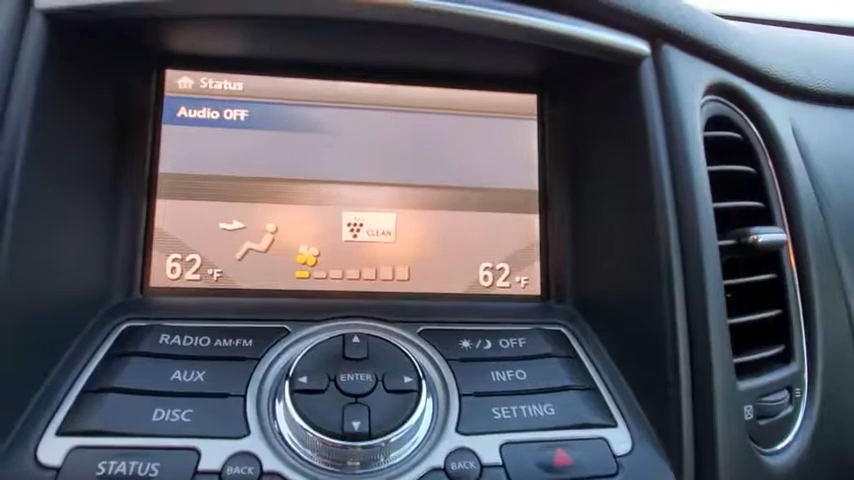 Status
Audio OFF
CLEAN
62°F
62°F
RADIO AM·FM
AUX
DISC
STATUS
BACK
ENTER
OFF
INFO
SETTING
BACK